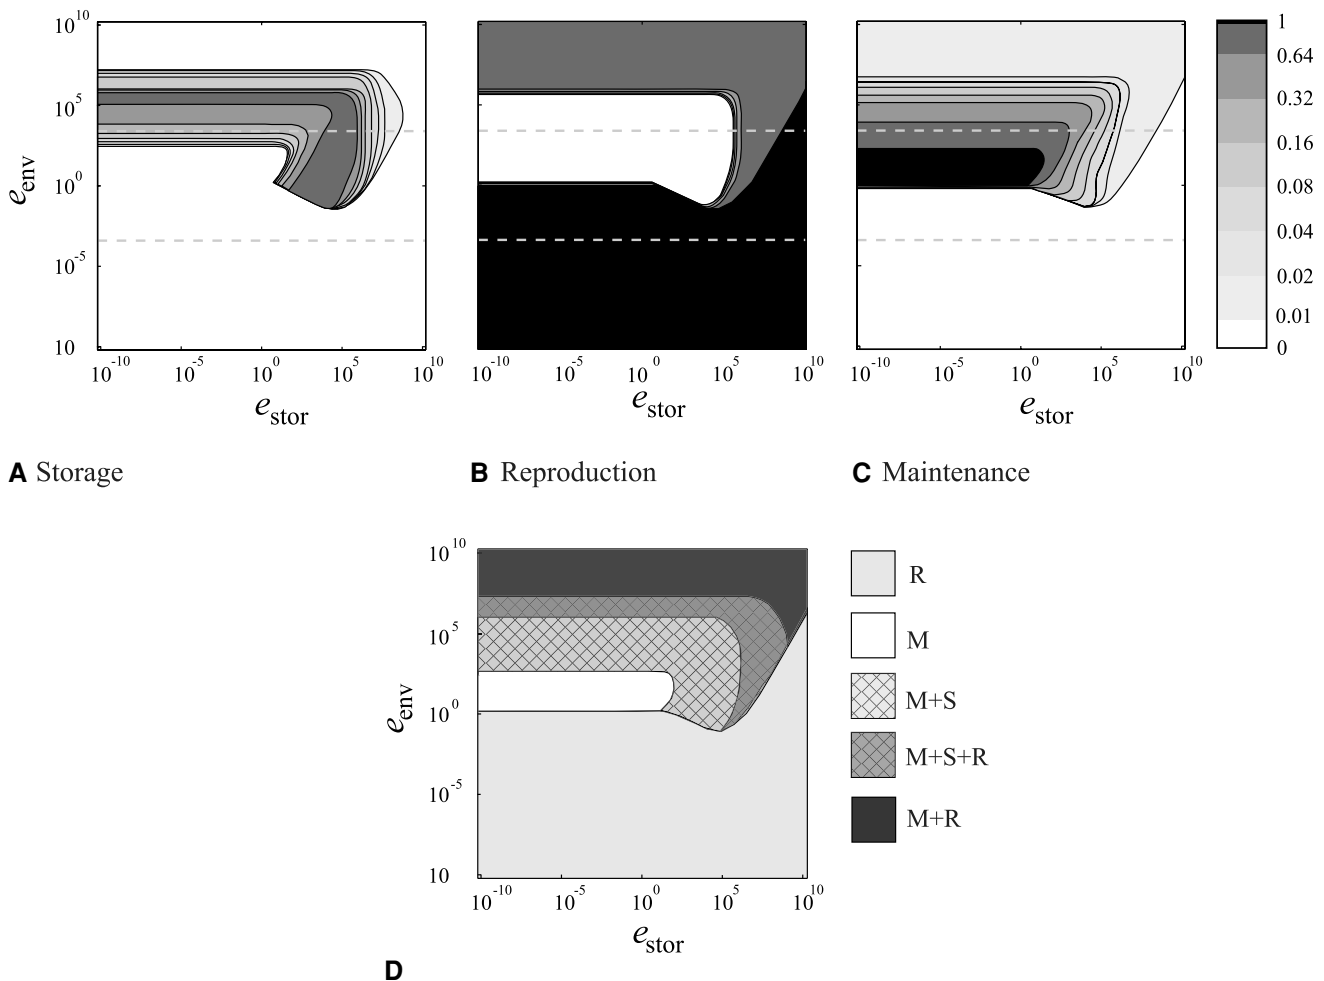 10^10
10^5
10^0
10^-5
10
e_env
10^-10 10^-5 10^0 10^5 10^10
e_stor
10^-10 10^-5 10^0 10^5 10^10
e_stor
10^-10 10^-5 10^0 10^5 10^10
e_stor
1
0.64
0.32
0.16
0.08
0.04
0.02
0.01
0
A Storage
B Reproduction
C Maintenance
10^10
10^5
10^0
10^-5
10
e_env
10^-10 10^-5 10^0 10^5 10^10
e_stor
R
M
M+S
M+S+R
M+R
D